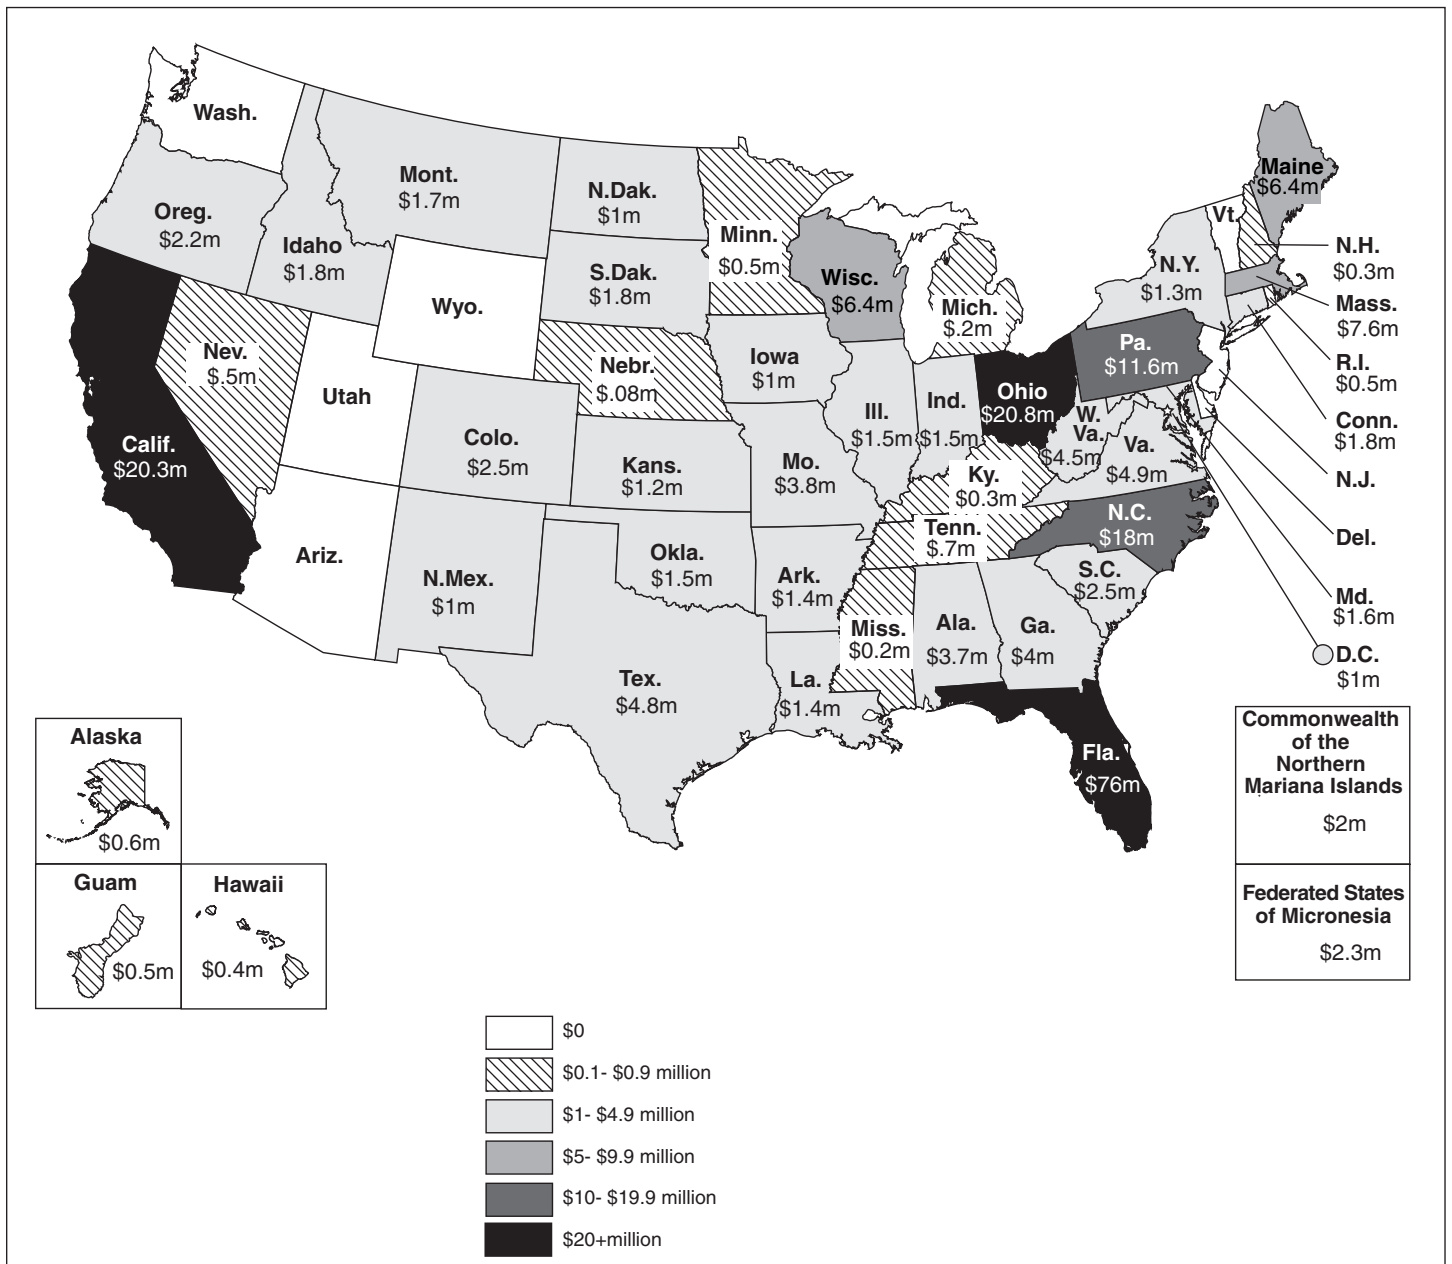 Wash.
Oreg.
$2.2m
Idaho
$1.8m
Mont.
$1.7m
N.Dak.
$1m
S.Dak.
$1.8m
Minn.
$0.5m
Wisc.
$6.4m
Mich.
$.2m
Wyo.
Nev.
$.5m
Utah
Calif.
$20.3m
Colo.
$2.5m
Nebr.
$.08m
Iowa
$1m
Kans.
$1.2m
Mo.
$3.8m
Ill.
$1.5m
Ind.
$1.5m
Ohio
$20.8m
Pa.
$11.6m
N.Y.
$1.3m
Vt.
Maine
$6.4m
N.H.
$0.3m
Mass.
$7.6m
R.I.
$0.5m
Conn.
$1.8m
N.J.
Del.
Md.
$1.6m
D.C.
$1m
W.
Va.
$4.5m
Va.
$4.9m
Ky.
$0.3m
Tenn.
$.7m
N.C.
$18m
S.C.
$2.5m
Ariz.
N.Mex.
$1m
Okla.
$1.5m
Ark.
$1.4m
Tex.
$4.8m
La.
$1.4m
Miss.
$0.2m
Ala.
$3.7m
Ga.
$4m
Fla.
$76m
Alaska
$0.6m
Guam
$0.5m
Hawaii
$0.4m
Commonwealth
of the
Northern
Mariana Islands
$2m
Federated States
of Micronesia
$2.3m
$0
$0.1- $0.9 million
$1- $4.9 million
$5- $9.9 million
$10- $19.9 million
$20+million